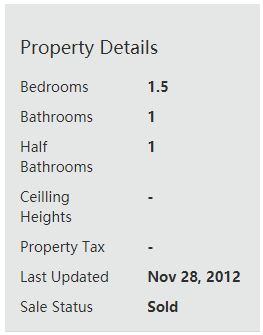 Property Details
Bedrooms 1.5
Bathrooms 1
Half 1
Bathrooms
Ceilling -
Heights
Property Tax -
Last Updated Nov 28, 2012
Sale Status Sold